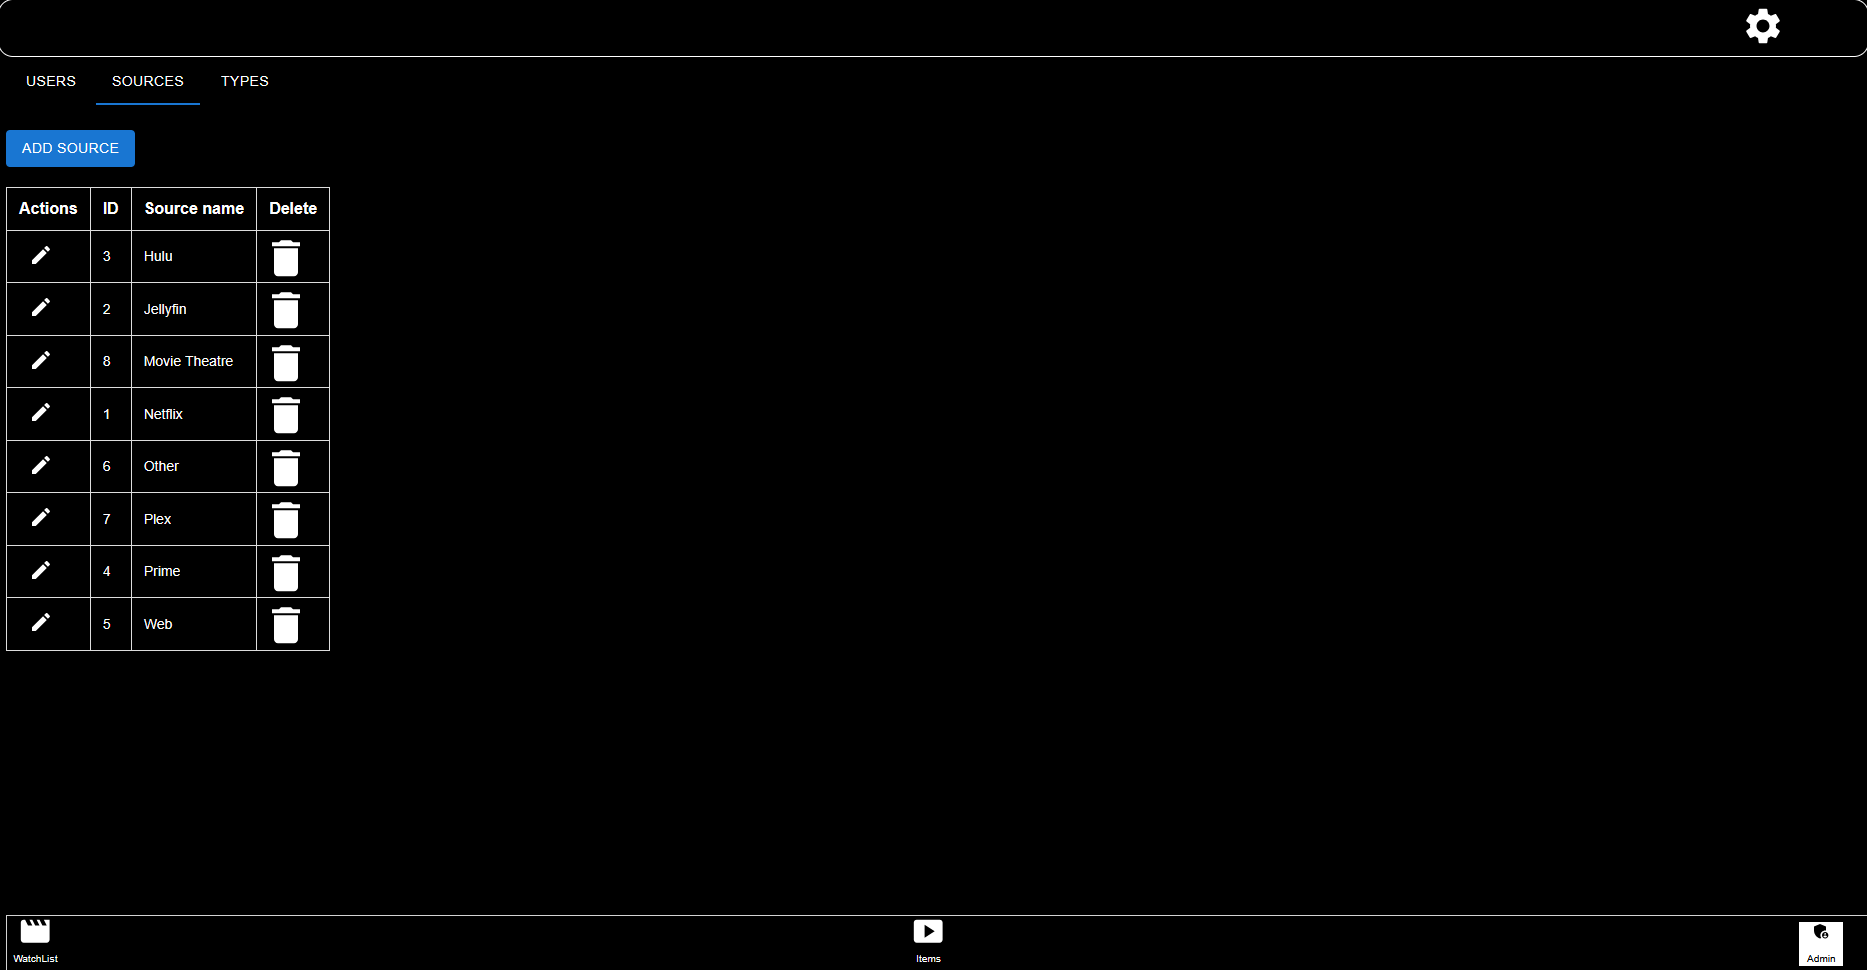 USERS SOURCES TYPES
ADD SOURCE
Actions ID Source name Delete
3 Hulu
2 Jellyfin
8 Movie Theatre
1 Netflix
6 Other
7 Plex
4 Prime
5 Web
WatchList Items Admin